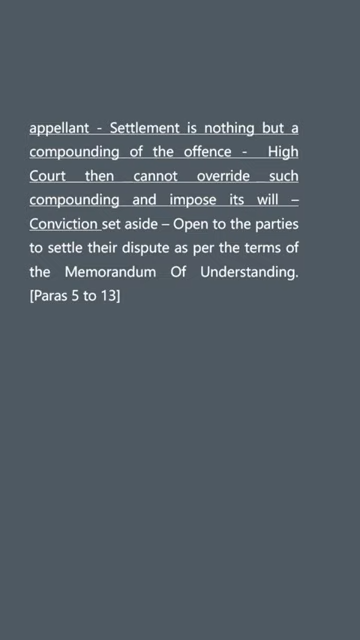 appellant - Settlement is nothing but a
compounding of the offence - High
Court then cannot override such
compounding and impose its will –
Conviction set aside – Open to the parties
to settle their dispute as per the terms of
the Memorandum Of Understanding.
[Paras 5 to 13]